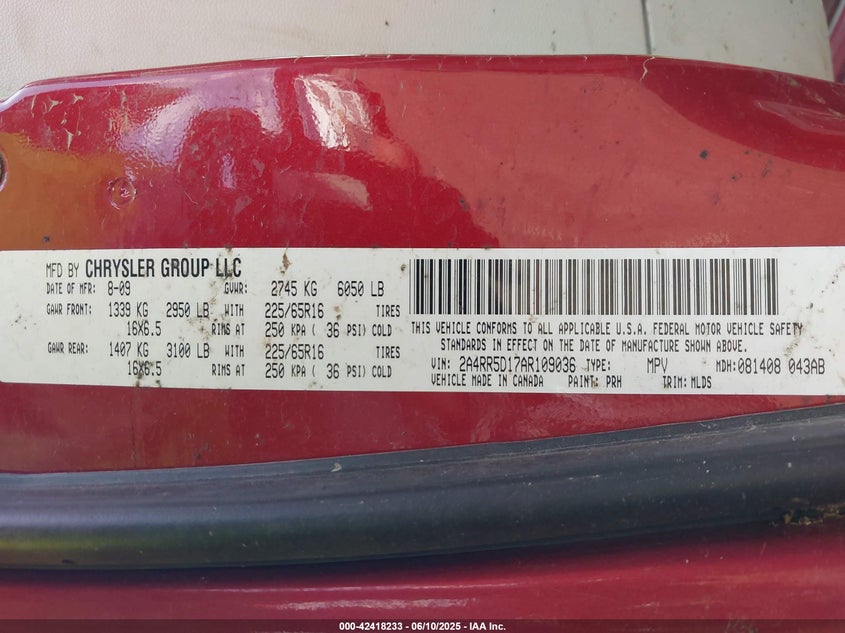 MFD BY CHRYSLER GROUP LLC
DATE OF MFR: 8-09 GVWR: 2745 KG 6050 LB
GAWR FRONT: 1339 KG 2950 LB WITH 225/65R16 TIRES
16X6.5 RIMS AT 250 KPA ( 36 PSI) COLD
GAWR REAR: 1407 KG 3100 LB WITH 225/65R16 TIRES
16X6.5 RIMS AT 250 KPA ( 36 PSI) COLD
THIS VEHICLE CONFORMS TO ALL APPLICABLE U.S.A. FEDERAL MOTOR VEHICLE SAFETY
STANDARDS IN EFFECT ON THE DATE OF MANUFACTURE SHOWN ABOVE.
VIN: 2A4RR5D17AR109036 TYPE: MPV MDH: 081408 043AB
VEHICLE MADE IN CANADA PAINT: PRH TRIM: MLDS
000-42418233 - 06/10/2025 - IAA Inc.